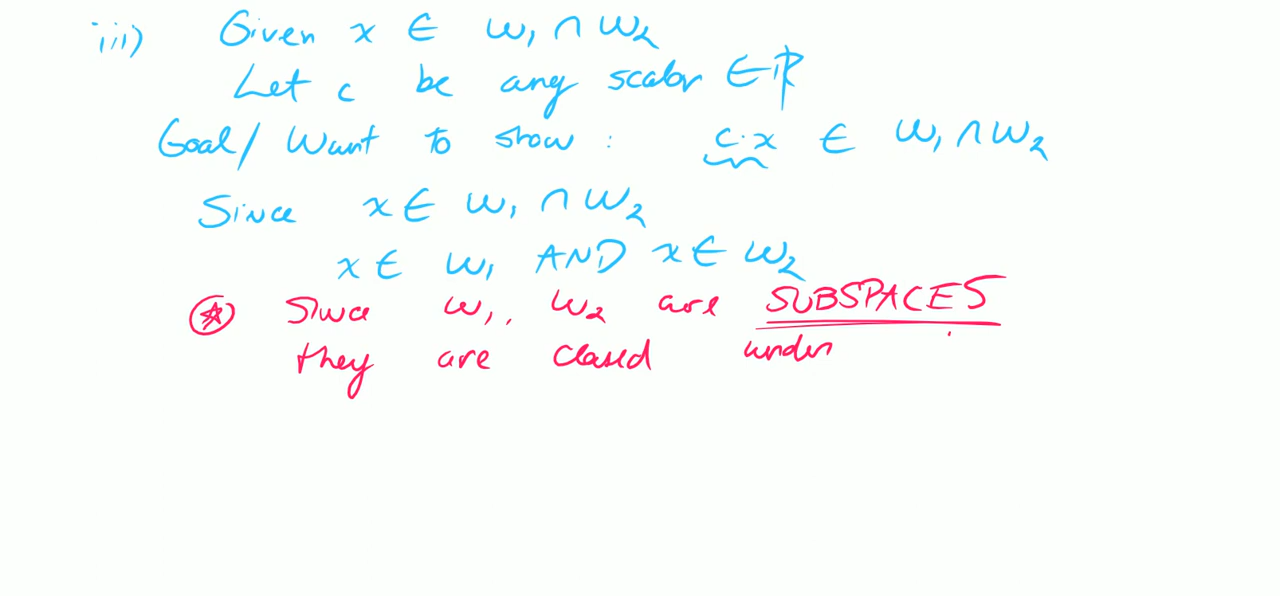 iii) Given x ∈ W₁ ∩ W₂
Let c be any scalar ∈ ℝ
Goal/ Want to show : c·x ∈ W₁ ∩ W₂
Since x ∈ W₁ ∩ W₂
x ∈ W₁ AND x ∈ W₂
⊛ Since W₁, W₂ are SUBSPACES
they are closed under